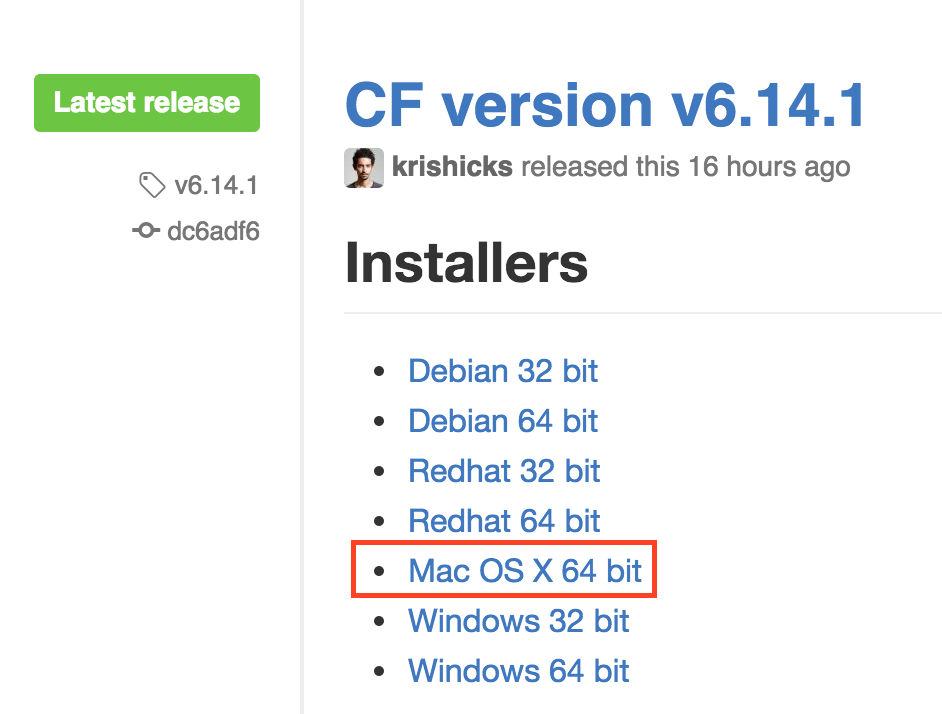 Latest release
v6.14.1
dc6adf6
CF version v6.14.1
krishicks released this 16 hours ago
Installers
Debian 32 bit
Debian 64 bit
Redhat 32 bit
Redhat 64 bit
Mac OS X 64 bit
Windows 32 bit
Windows 64 bit